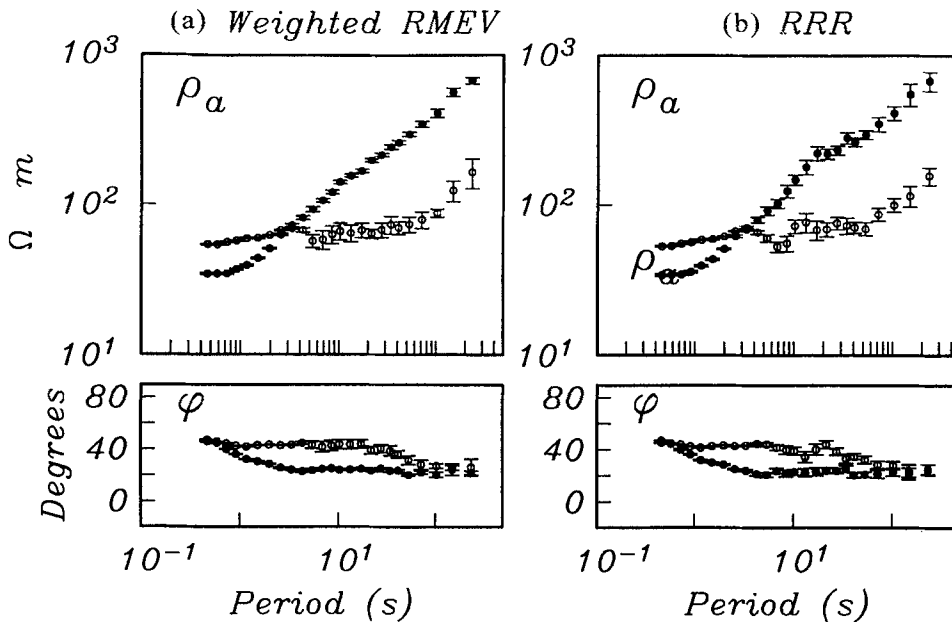 (a) Weighted RMEV
(b) RRR
10³
ρa
10²
Ω m
10¹
10³
ρa
10²
ρa
10¹
φ
80
40
0
Degrees
10⁻¹ 10¹
Period (s)
φ
80
40
0
10⁻¹ 10¹
Period (s)